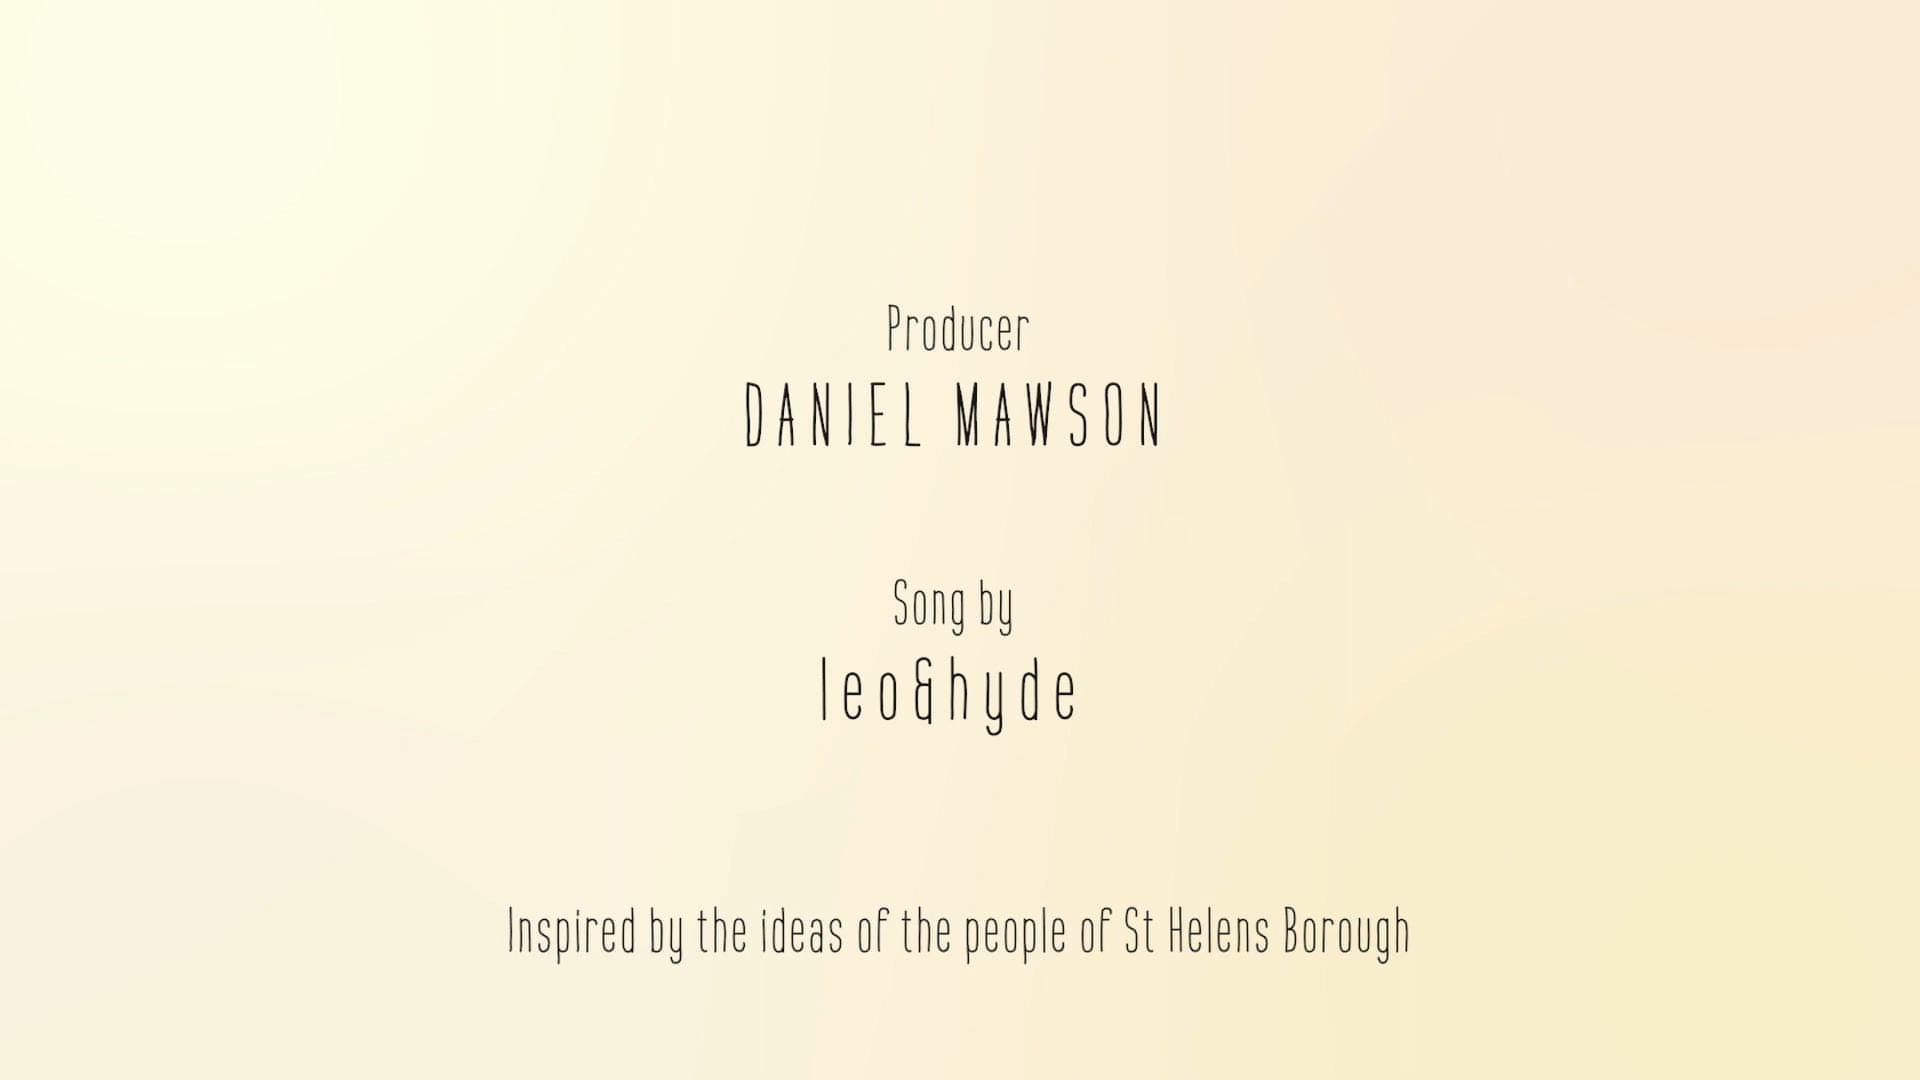 Producer
DANIEL MAWSON
Song by
leo&hyde
Inspired by the ideas of the people of St Helens Borough